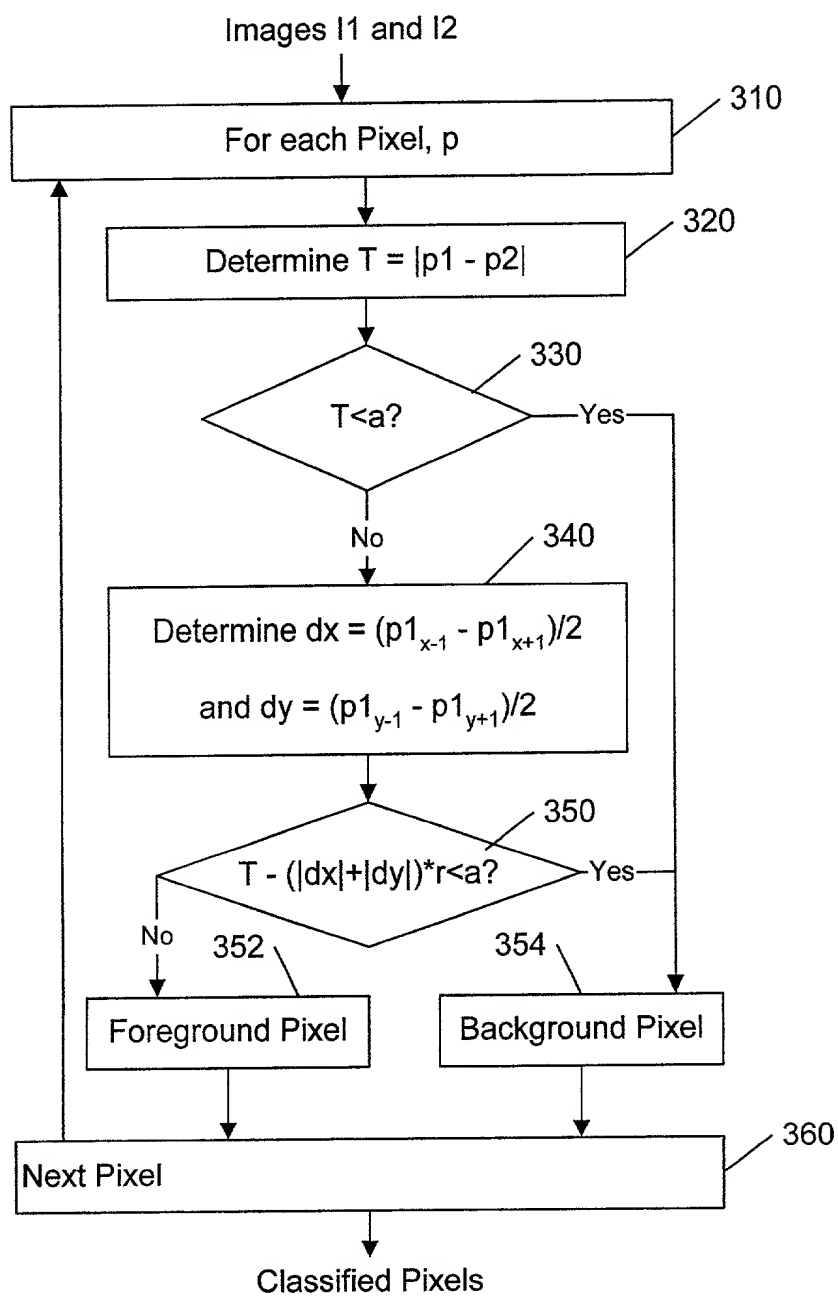 Images I1 and I2
310
For each Pixel, p
320
Determine T = |p1 - p2|
330
T<a?
Yes
No
340
Determine dx = (p1x-1 - p1x+1)/2
and dy = (p1y-1 - p1y+1)/2
350
T - (|dx|+|dy|)*r<a?
Yes
No
352
354
Foreground Pixel
Background Pixel
360
Next Pixel
Classified Pixels